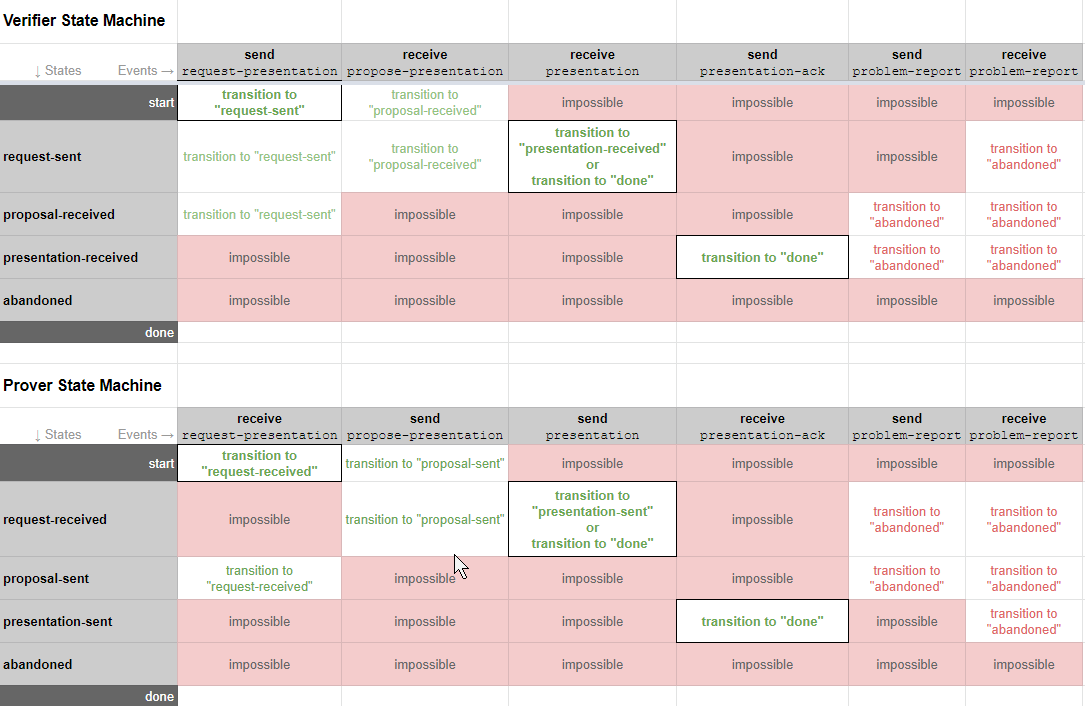 Verifier State Machine
send receive receive send send receive
↓ States Events → request-presentation propose-presentation presentation presentation-ack problem-report problem-report
start transition to "request-sent" transition to "proposal-received" impossible impossible impossible impossible
request-sent transition to "request-sent" transition to "proposal-received" transition to "presentation-received" or transition to "done" impossible impossible transition to "abandoned"
proposal-received transition to "request-sent" impossible impossible impossible transition to "abandoned" transition to "abandoned"
presentation-received impossible impossible impossible transition to "done" transition to "abandoned" transition to "abandoned"
abandoned impossible impossible impossible impossible impossible impossible
done
Prover State Machine
receive send send receive send receive
↓ States Events → request-presentation propose-presentation presentation presentation-ack problem-report problem-report
start transition to "request-received" transition to "proposal-sent" impossible impossible impossible impossible
request-received impossible transition to "proposal-sent" transition to "presentation-sent" or transition to "done" impossible transition to "abandoned" transition to "abandoned"
proposal-sent transition to "request-received" impossible impossible impossible transition to "abandoned" transition to "abandoned"
presentation-sent impossible impossible impossible transition to "done" impossible transition to "abandoned"
abandoned impossible impossible impossible impossible impossible impossible
done